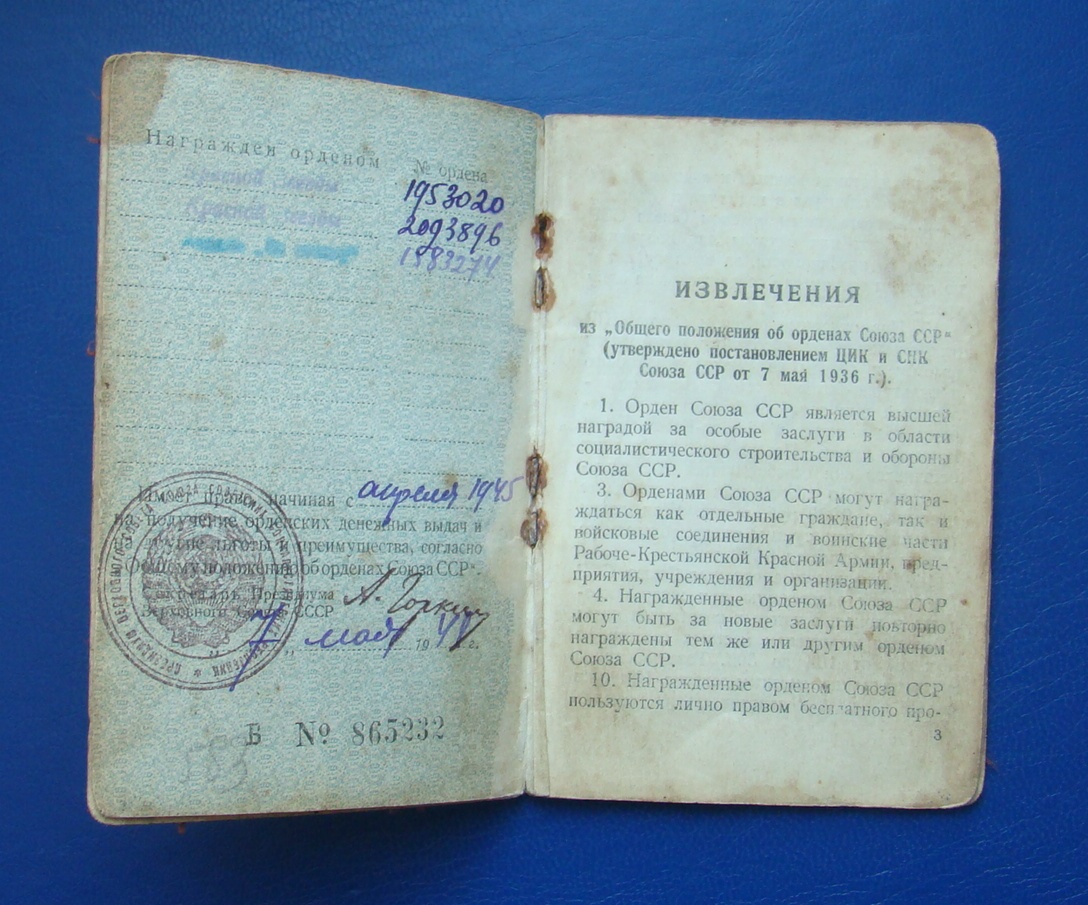 Награжден орденом № ордена
Красной звезды 1953020
Красной звезды 2093896
1583274
Имеет право, начиная с апреля 1945
на получение орденских денежных выдач и
другие льготы и преимущества, согласно
„Общему положению об орденах Союза ССР“.
Секретарь Президиума
Верховного Совета СССР А. Горкин
7 мая 19 г.
Б № 865232
583
ИЗВЛЕЧЕНИЯ
из „Общего положения об орденах Союза ССР“
(утверждено постановлением ЦИК и СНК
Союза ССР от 7 мая 1936 г.).
1. Орден Союза ССР является высшей
наградой за особые заслуги в области
социалистического строительства и обороны
Союза ССР.
3. Орденами Союза ССР могут награ-
ждаться как отдельные граждане, так и
войсковые соединения и воинские части
Рабоче-Крестьянской Красной Армии, пред-
приятия, учреждения и организации.
4. Награжденные орденом Союза ССР
могут быть за новые заслуги повторно
награждены тем же или другим орденом
Союза ССР.
10. Награжденные орденом Союза ССР
пользуются лично правом бесплатного про-
3